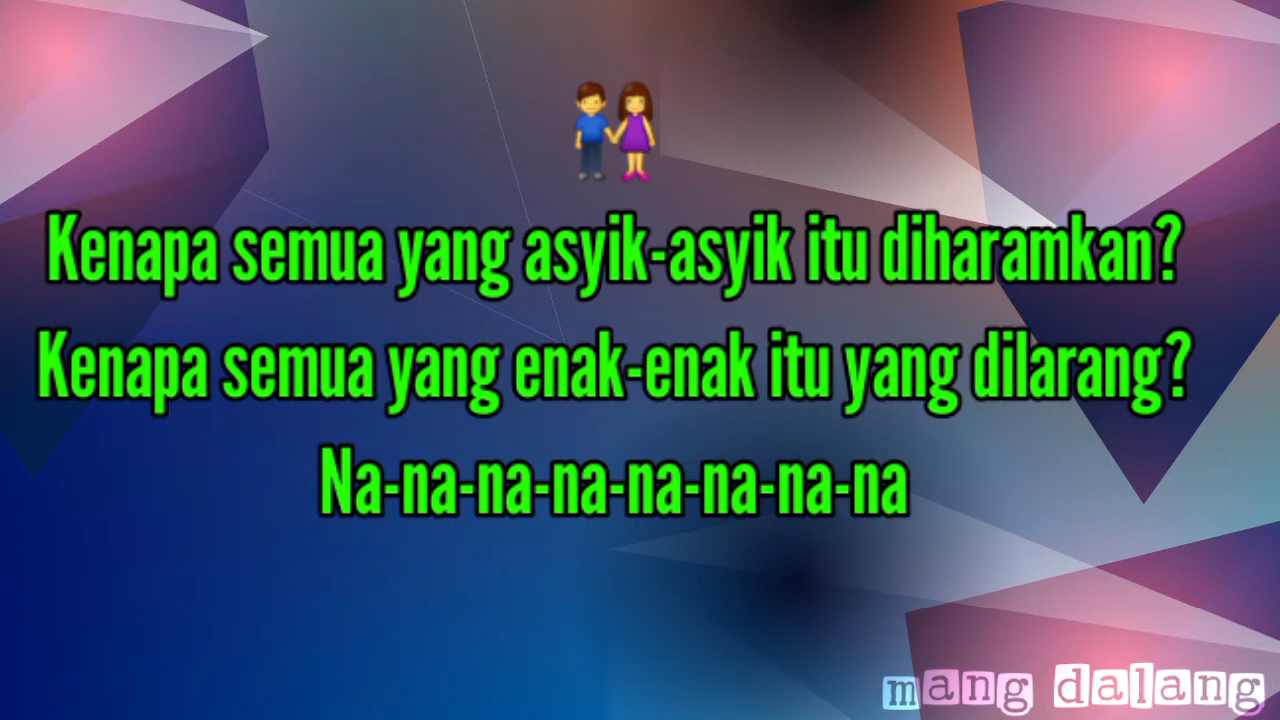 Kenapa semua yang asyik-asyik itu diharamkan?
Kenapa semua yang enak-enak itu yang dilarang?
Na-na-na-na-na-na-na-na
mang dalang